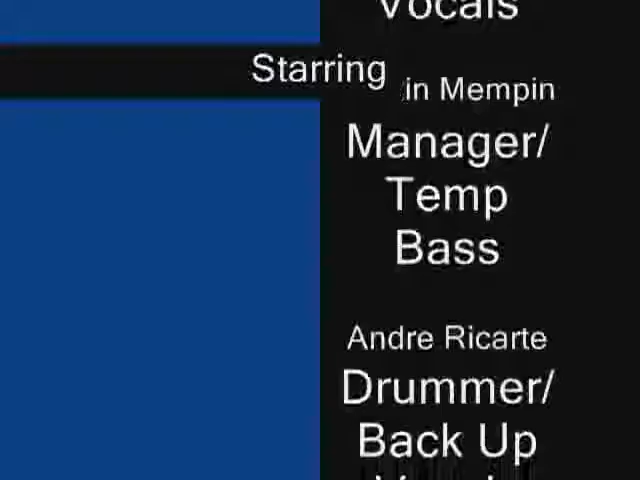 Vocals
Starring
in Mempin
Manager/
Temp
Bass
Andre Ricarte
Drummer/
Back Up